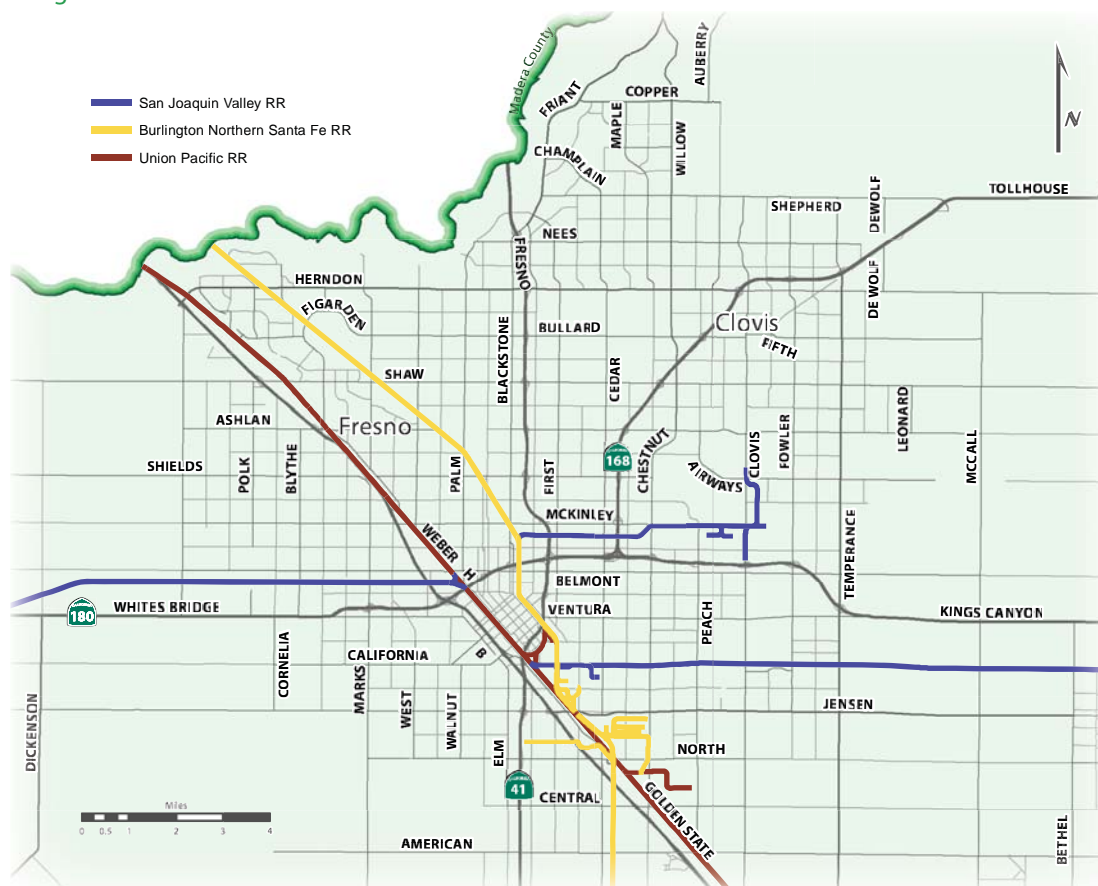 Madera County
AUBERRY
San Joaquin Valley RR
Burlington Northern Santa Fe RR
Union Pacific RR
FRIANT
COPPER
MAPLE
WILLOW
N
CHAMPLAIN
TOLLHOUSE
SHEPHERD
DEWOLF
NEES
FRESNO
HERNDON
DE WOLF
FIGARDEN
BLACKSTONE
BULLARD
Clovis
FIFTH
SHAW
CEDAR
LEONARD
ASHLAN
Fresno
CLOVIS
FOWLER
MCCALL
SHIELDS
POLK
BLYTHE
PALM
FIRST
168
CHESTNUT
AIRWAYS
MCKINLEY
WEBER
TEMPERANCE
H
BELMONT
180
WHITES BRIDGE
VENTURA
PEACH
KINGS CANYON
CORNELIA
CALIFORNIA
B
MARKS
WEST
WALNUT
DICKENSON
JENSEN
ELM
NORTH
41
CENTRAL
GOLDEN STATE
Miles
0 0.5 1 2 3 4
AMERICAN
BETHEL